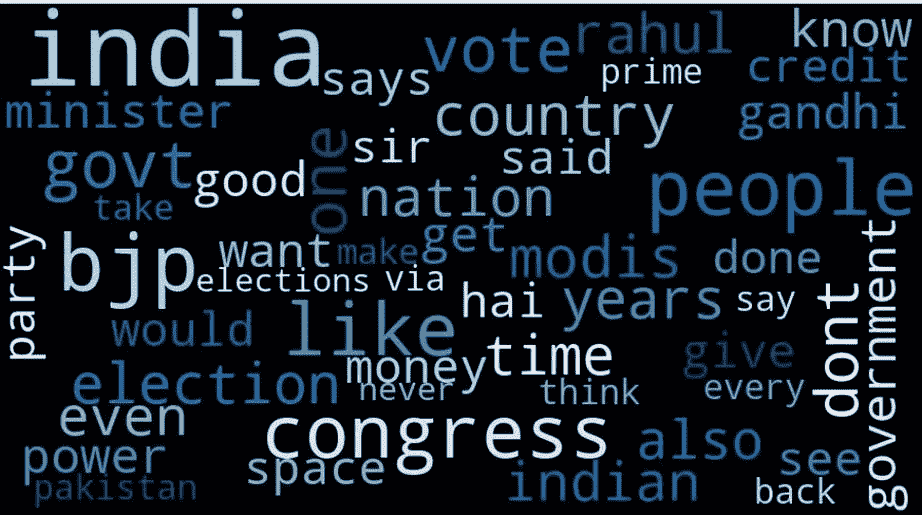 india
says
vote
rahul
know
prime
credit
minister
country
gandhi
one
sir
said
govt
good
take
nation
people
party
bjp
want
make
get
modis
done
elections
via
hai
years
say
dont
government
would
like
money
time
give
election
never
think
every
even
congress
also
power
space
indian
see
pakistan
back